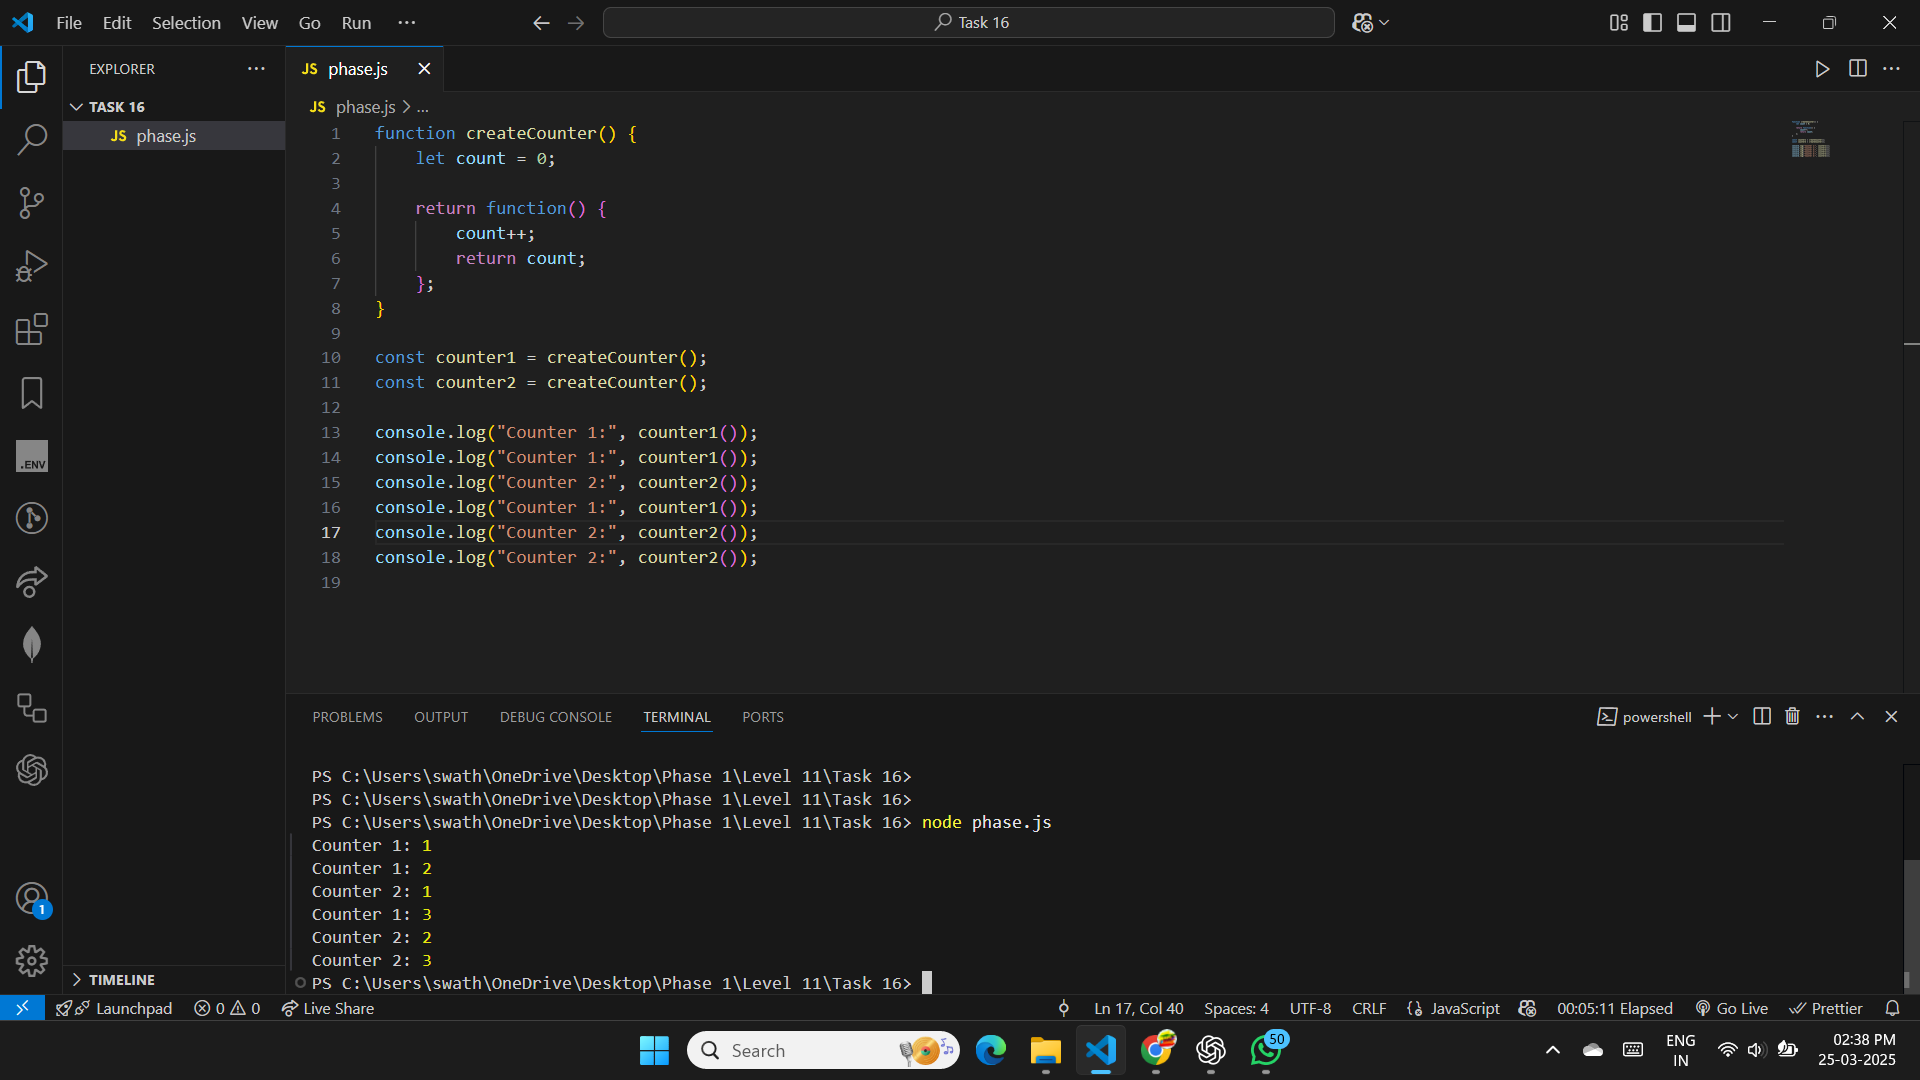 File Edit Selection View Go Run ···
Task 16
EXPLORER
JS phase.js
TASK 16
JS phase.js
JS phase.js > ...
1 function createCounter() {
2     let count = 0;
3
4     return function() {
5         count++;
6         return count;
7     };
8 }
9
10 const counter1 = createCounter();
11 const counter2 = createCounter();
12
13 console.log("Counter 1:", counter1());
14 console.log("Counter 1:", counter1());
15 console.log("Counter 2:", counter2());
16 console.log("Counter 1:", counter1());
17 console.log("Counter 2:", counter2());
18 console.log("Counter 2:", counter2());
19
.ENV
PROBLEMS OUTPUT DEBUG CONSOLE TERMINAL PORTS
powershell
PS C:\Users\swath\OneDrive\Desktop\Phase 1\Level 11\Task 16>
PS C:\Users\swath\OneDrive\Desktop\Phase 1\Level 11\Task 16>
PS C:\Users\swath\OneDrive\Desktop\Phase 1\Level 11\Task 16> node phase.js
Counter 1: 1
Counter 1: 2
Counter 2: 1
Counter 1: 3
Counter 2: 2
Counter 2: 3
PS C:\Users\swath\OneDrive\Desktop\Phase 1\Level 11\Task 16>
1
TIMELINE
Launchpad 0 0 Live Share
Ln 17, Col 40 Spaces: 4 UTF-8 CRLF {} JavaScript 00:05:11 Elapsed Go Live Prettier
Search
50
ENG
IN
02:38 PM
25-03-2025